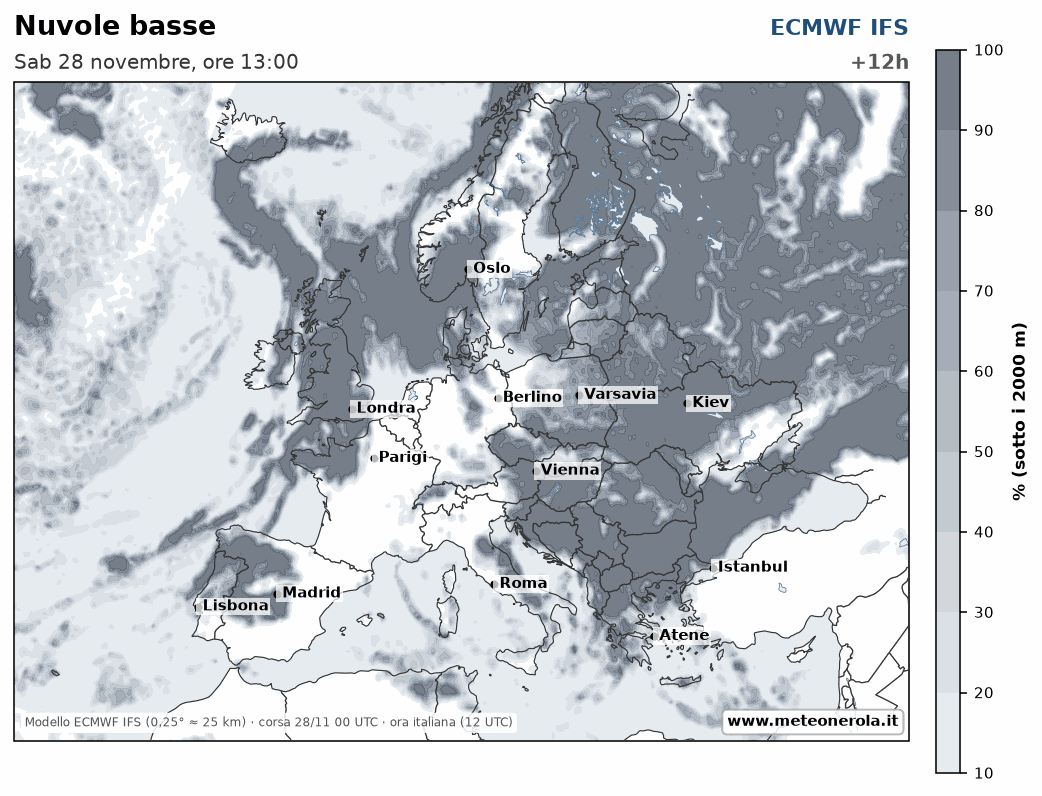 Nuvole basse
ECMWF IFS
Sab 28 novembre, ore 13:00
+12h
100
90
80
70
60
50
40
30
20
10
% (sotto i 2000 m)
Oslo
Berlino
Varsavia
Kiev
Londra
Parigi
Vienna
Istanbul
Roma
Madrid
Lisbona
Atene
Modello ECMWF IFS (0,25° ≈ 25 km) · corsa 28/11 00 UTC · ora italiana (12 UTC)
www.meteonerola.it